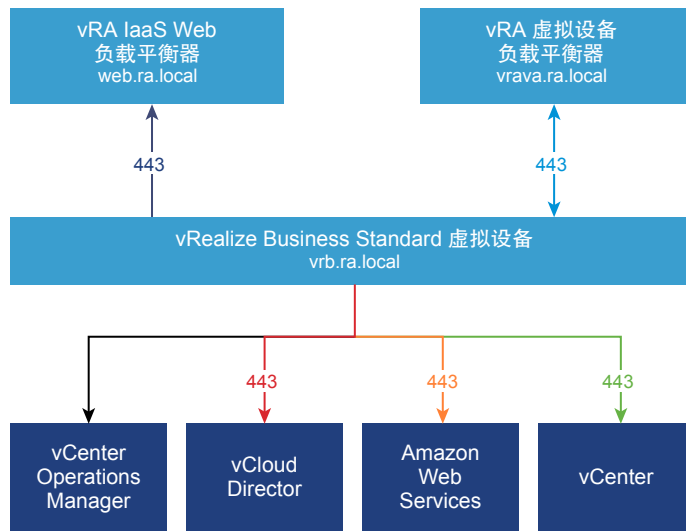 vRA IaaS Web
负载平衡器
web.ra.local
vRA 虚拟设备
负载平衡器
vrava.ra.local
443
443
vRealize Business Standard 虚拟设备
vrb.ra.local
443
443
443
vCenter
Operations
Manager
vCloud
Director
Amazon
Web
Services
vCenter